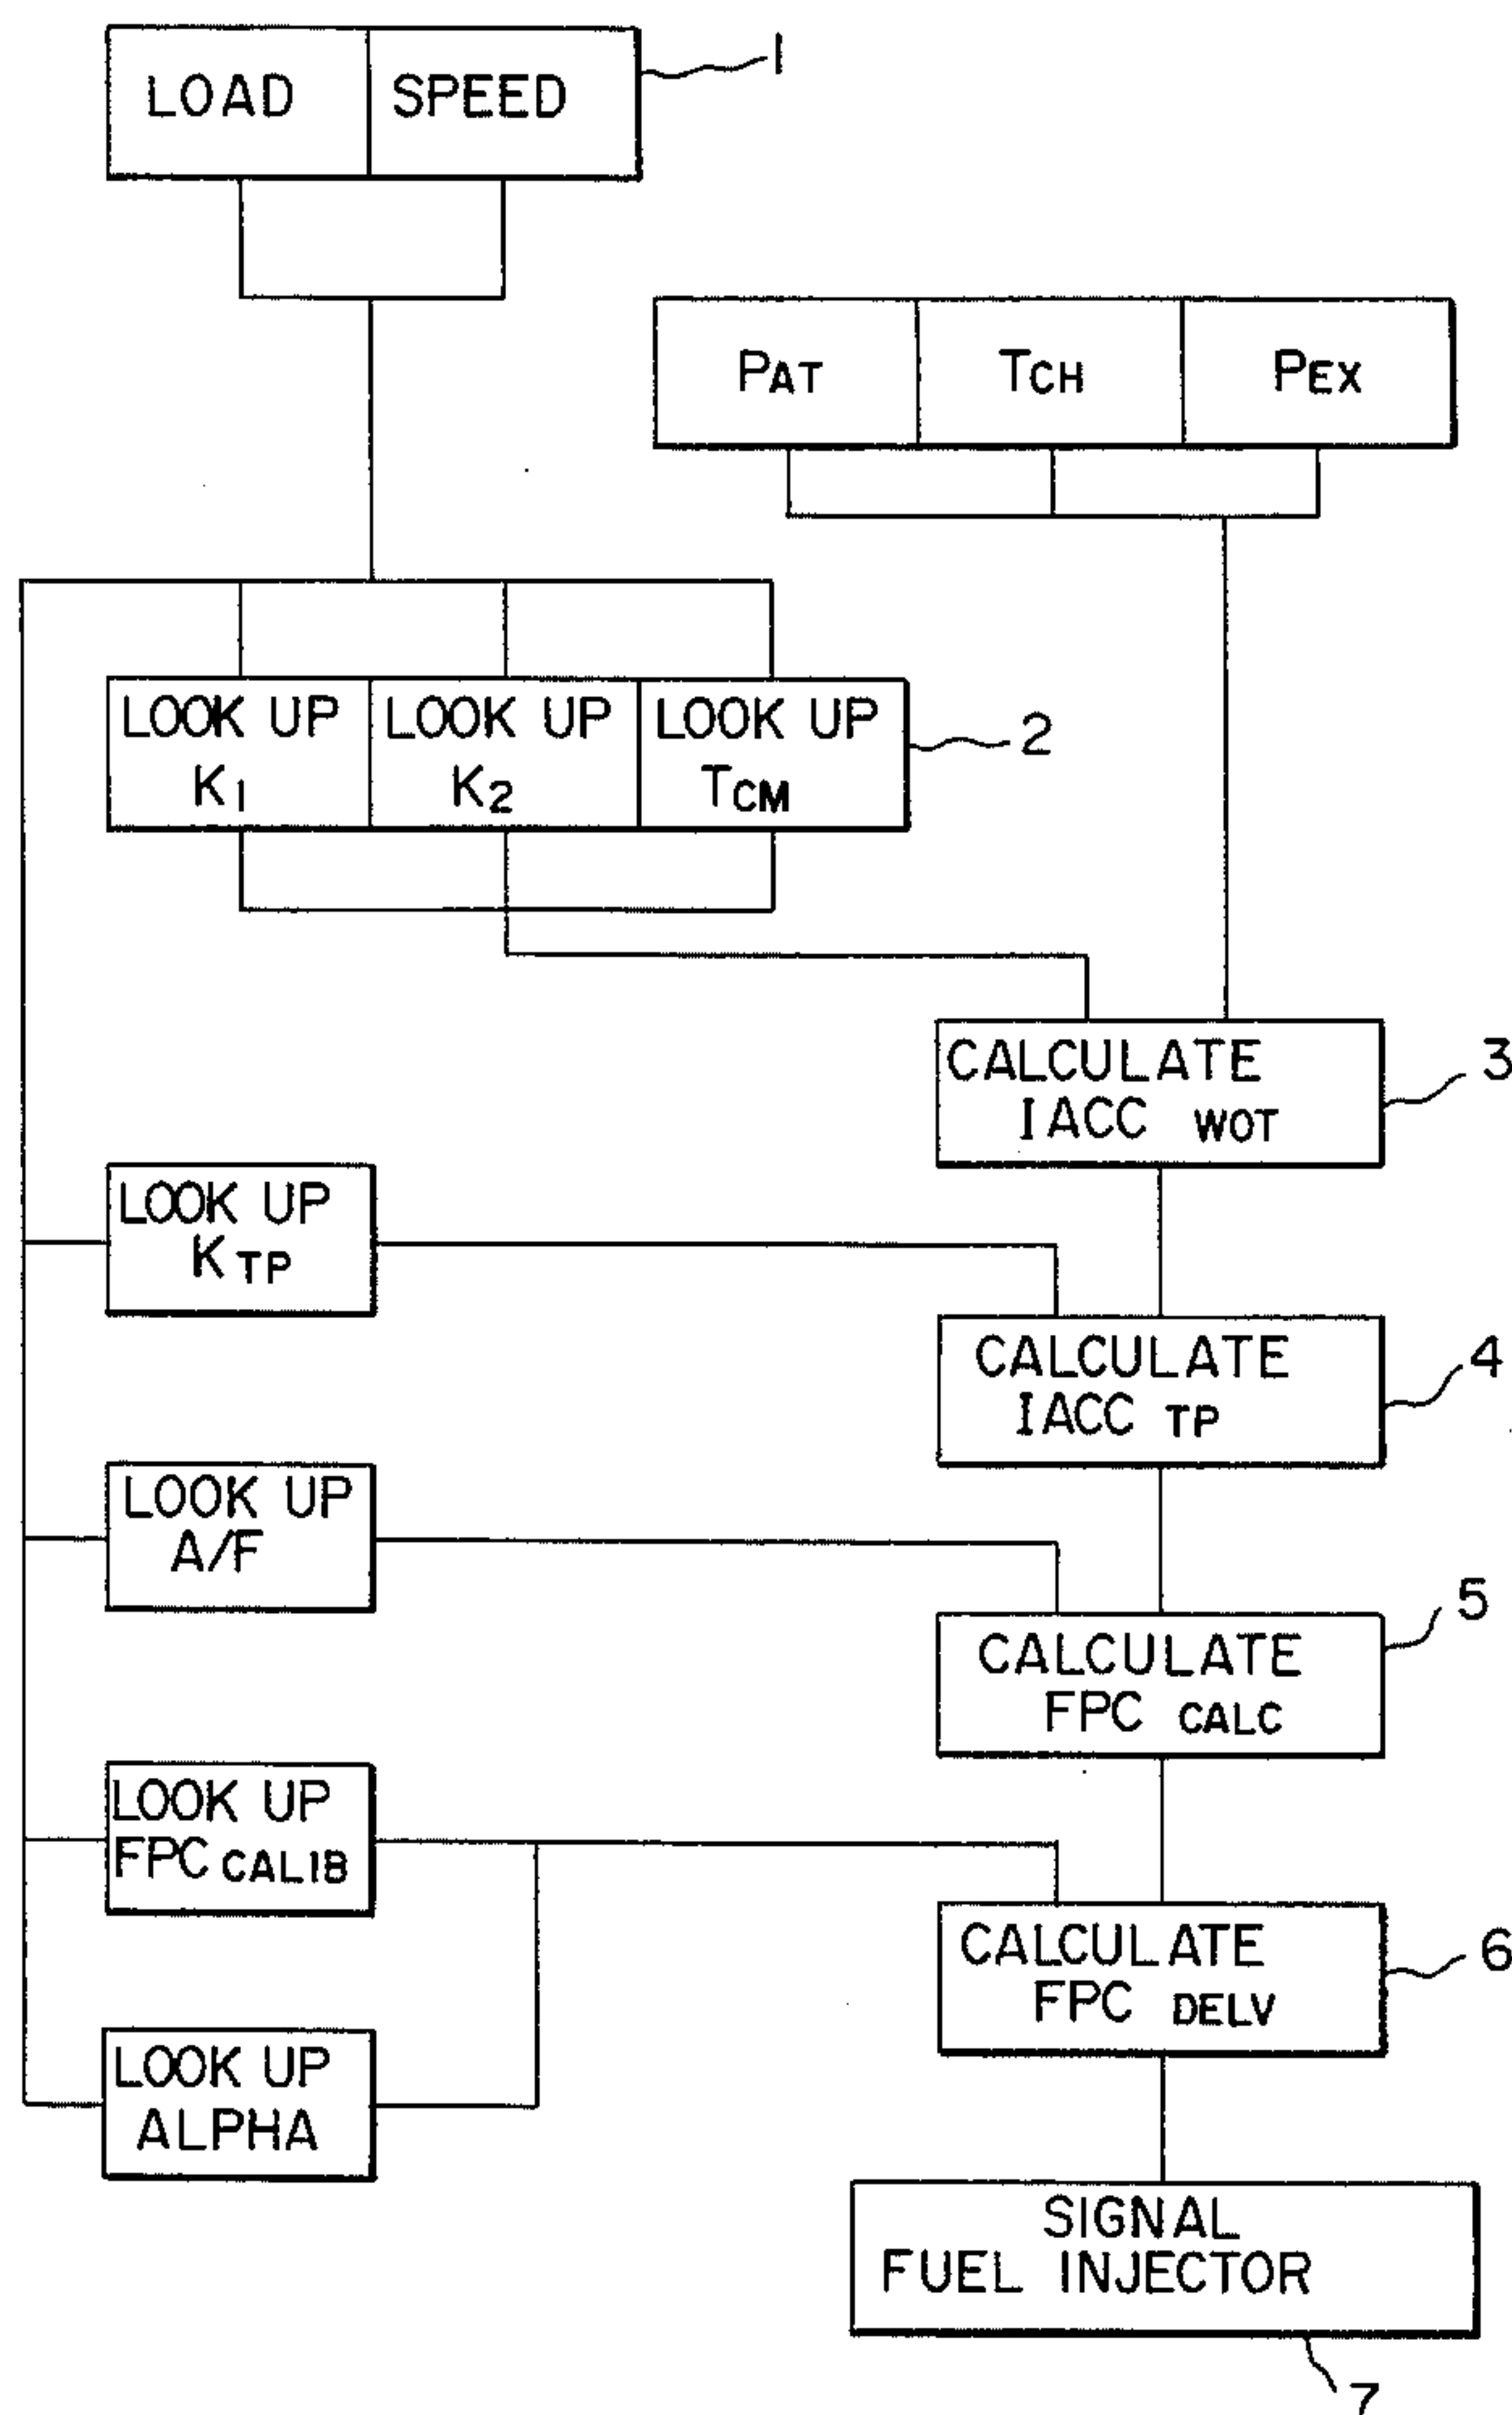 LOAD SPEED 1
PAT TCH PEX
LOOK UP K1
LOOK UP K2
LOOK UP TCM
2
CALCULATE
IACC WOT
3
LOOK UP
KTP
CALCULATE
IACC TP
4
LOOK UP
A/F
CALCULATE
FPC CALC
5
LOOK UP
FPC CALIB
CALCULATE
FPC DELV
6
LOOK UP
ALPHA
SIGNAL
FUEL INJECTOR
7